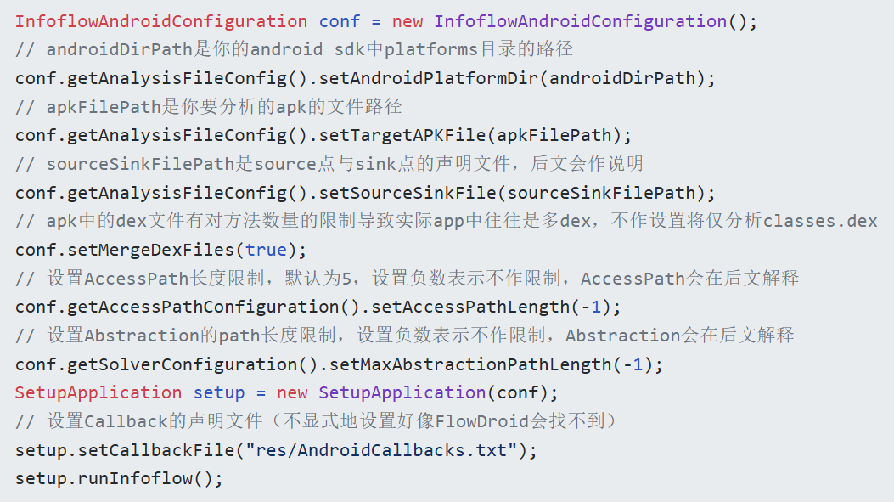 InfoflowAndroidConfiguration conf = new InfoflowAndroidConfiguration();
// androidDirPath是你的android sdk中platforms目录的路径
conf.getAnalysisFileConfig().setAndroidPlatformDir(androidDirPath);
// apkFilePath是你要分析的apk的文件路径
conf.getAnalysisFileConfig().setTargetAPKFile(apkFilePath);
// sourceSinkFilePath是source点与sink点的声明文件，后文会作说明
conf.getAnalysisFileConfig().setSourceSinkFile(sourceSinkFilePath);
// apk中的dex文件有对方法数量的限制导致实际app中往往是多dex，不作设置将仅分析classes.dex
conf.setMergeDexFiles(true);
// 设置AccessPath长度限制，默认为5，设置负数表示不作限制，AccessPath会在后文解释
conf.getAccessPathConfiguration().setAccessPathLength(-1);
// 设置Abstraction的path长度限制，设置负数表示不作限制，Abstraction会在后文解释
conf.getSolverConfiguration().setMaxAbstractionPathLength(-1);
SetupApplication setup = new SetupApplication(conf);
// 设置Callback的声明文件（不显式地设置好像FlowDroid会找不到）
setup.setCallbackFile("res/AndroidCallbacks.txt");
setup.runInfoflow();